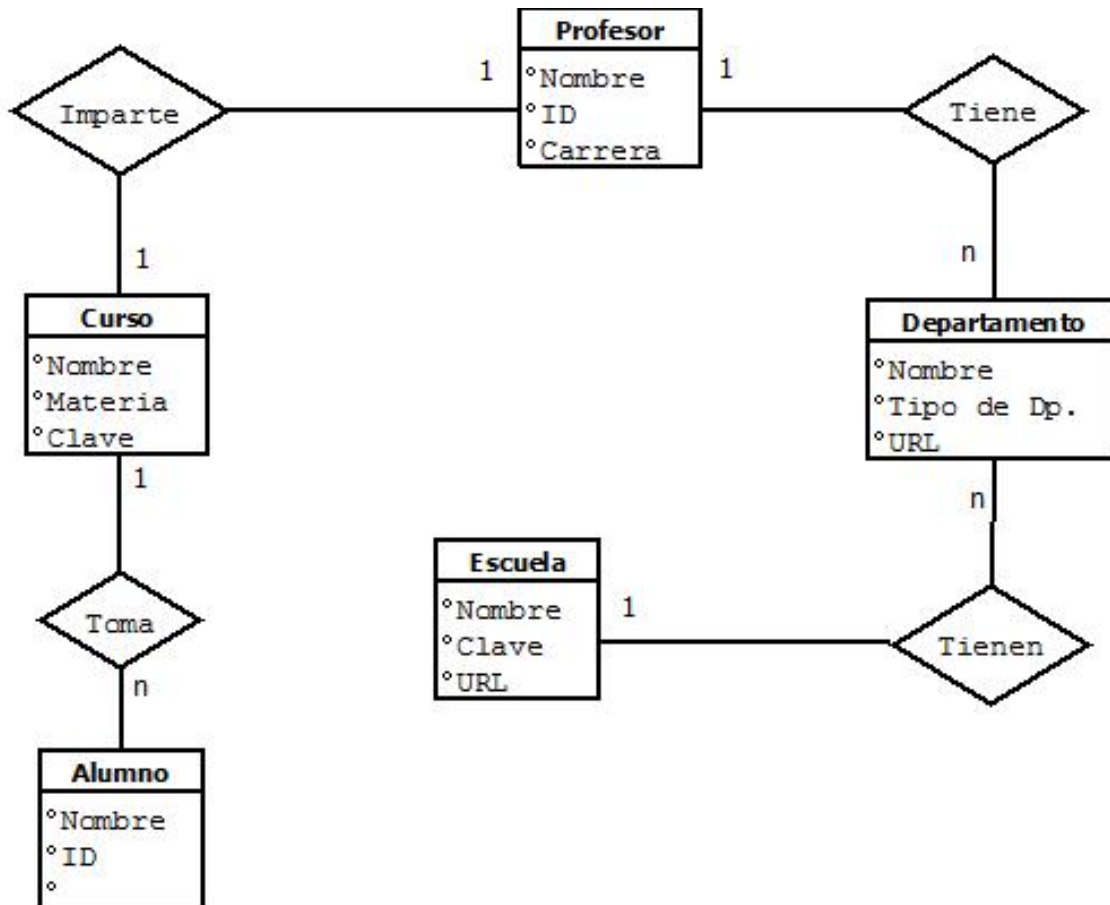 Profesor
°Nombre
°ID
°Carrera
Imparte
1
1
Tiene
1
n
Curso
°Nombre
°Materia
°Clave
Departamento
°Nombre
°Tipo de Dp.
°URL
1
n
Escuela
°Nombre
°Clave
°URL
1
Tienen
Toma
n
Alumno
°Nombre
°ID
°